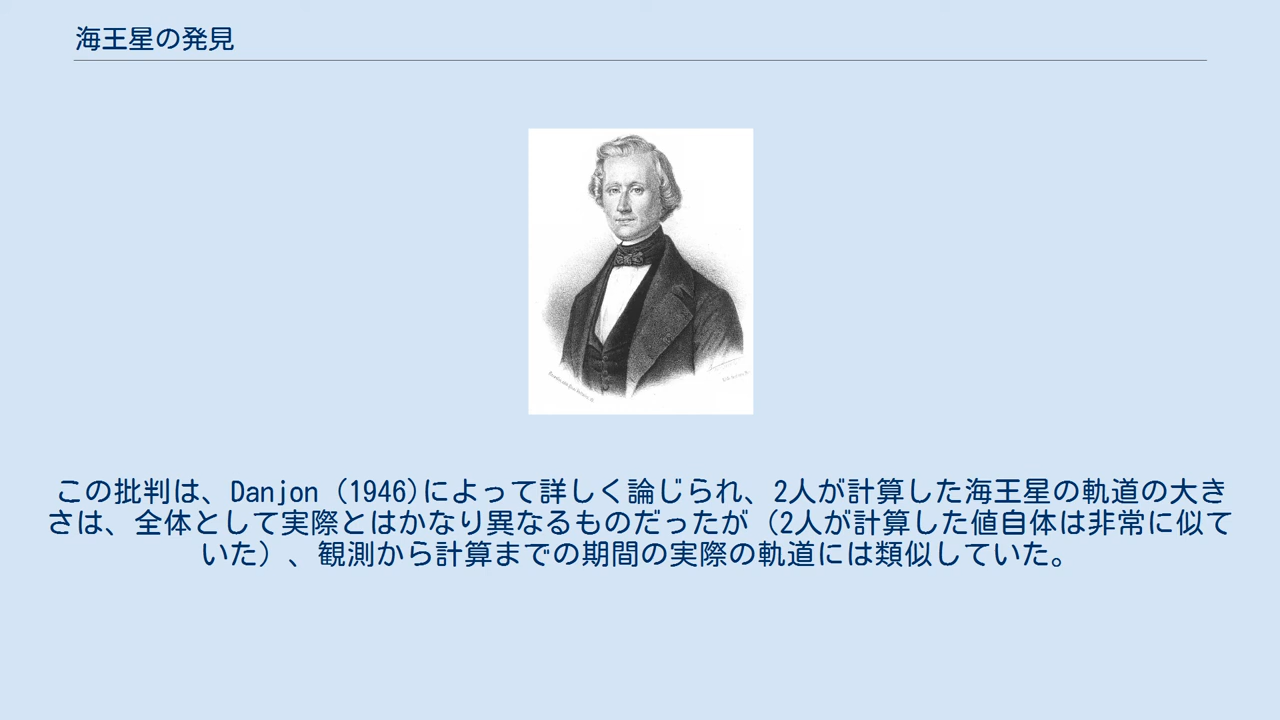 海王星の発見
この批判は、Danjon (1946)によって詳しく論じられ、2人が計算した海王星の軌道の大き
さは、全体として実際とはかなり異なるものだったが（2人が計算した値自体は非常に似て
いた）、観測から計算までの期間の実際の軌道には類似していた。